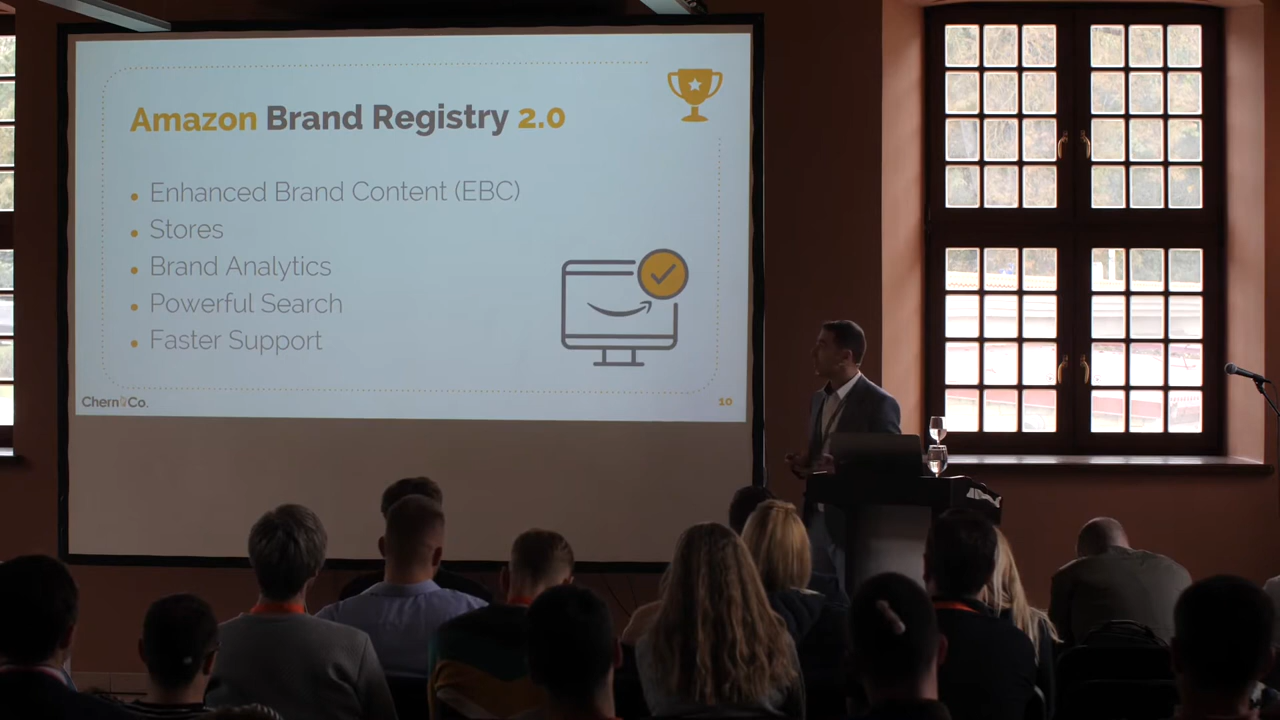 Amazon Brand Registry 2.0
Enhanced Brand Content (EBC)
Stores
Brand Analytics
Powerful Search
Faster Support
Chern Co.
10